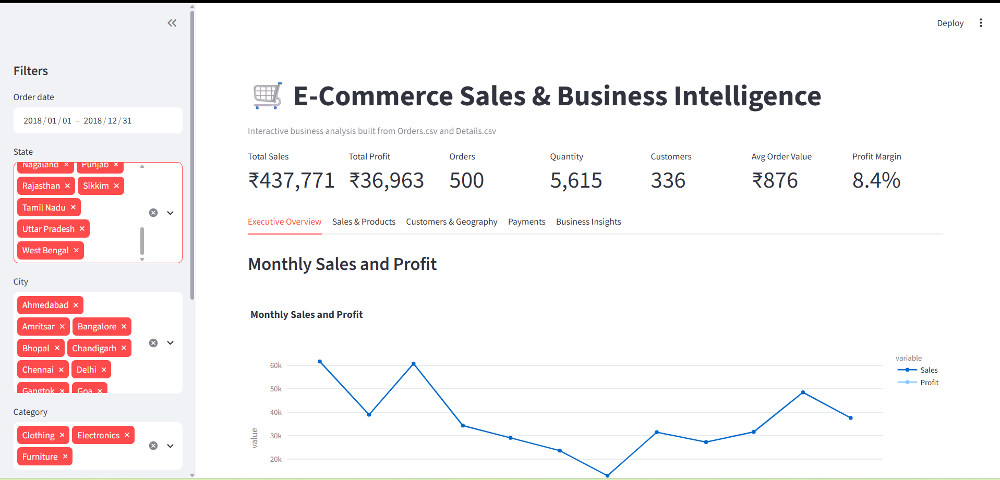 Deploy
Filters
Order date
2018/01/01 – 2018/12/31
State
Nagaland × Punjab ×
Rajasthan × Sikkim ×
Tamil Nadu ×
Uttar Pradesh ×
West Bengal ×
City
Ahmedabad ×
Amritsar × Bangalore ×
Bhopal × Chandigarh ×
Chennai × Delhi ×
Gangtok × Goa ×
Category
Clothing × Electronics ×
Furniture ×
E-Commerce Sales & Business Intelligence
Interactive business analysis built from Orders.csv and Details.csv
Total Sales Total Profit Orders Quantity Customers Avg Order Value Profit Margin
₹437,771 ₹36,963 500 5,615 336 ₹876 8.4%
Executive Overview Sales & Products Customers & Geography Payments Business Insights
Monthly Sales and Profit
Monthly Sales and Profit
60k
50k
40k
30k
20k
value
variable
Sales
Profit